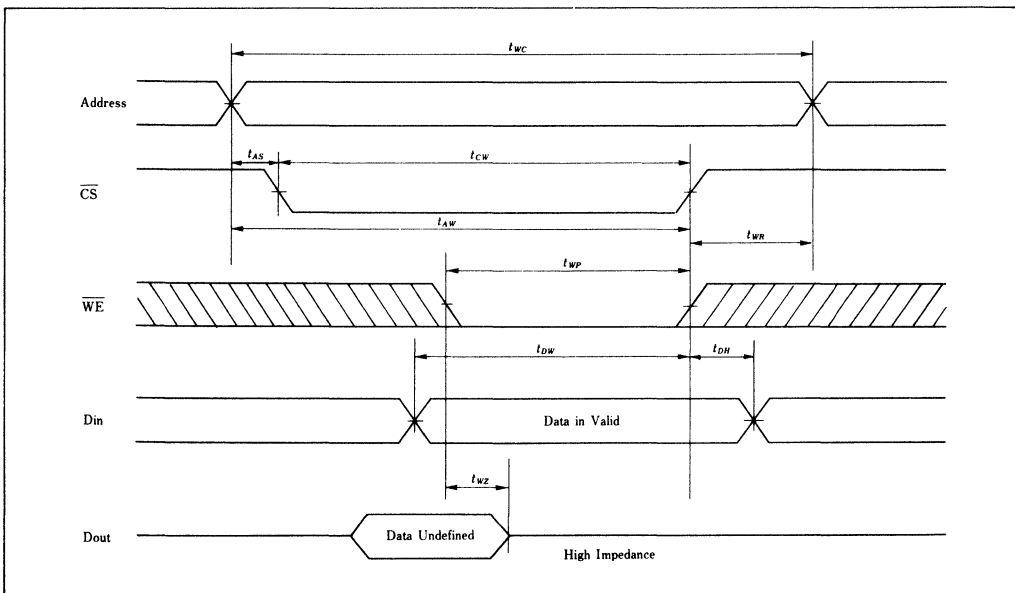 tWC
Address
tAS
tCW
CS
tAW
tWR
tWP
WE
tDW
tDH
Din
Data in Valid
tWZ
Dout
Data Undefined
High Impedance